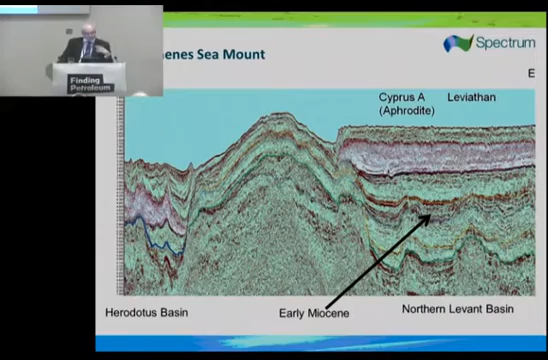 Finding
Petroleum
enes Sea Mount
Spectrum
E
Cyprus A Leviathan
(Aphrodite)
Herodotus Basin
Early Miocene
Northern Levant Basin